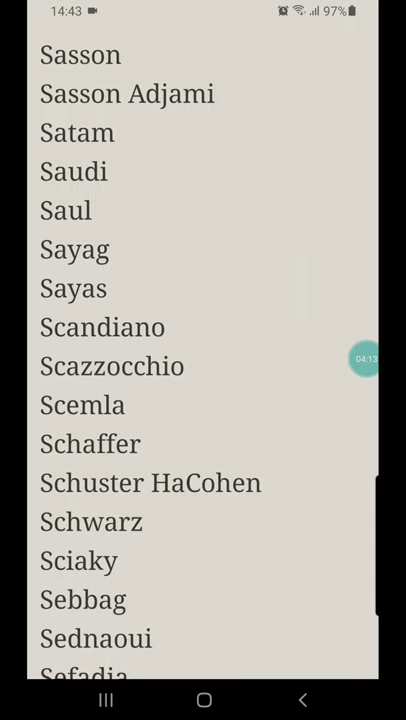 14:43
97%
Sasson
Sasson Adjami
Satam
Saudi
Saul
Sayag
Sayas
Scandiano
04:13
Scazzocchio
Scemla
Schaffer
Schuster HaCohen
Schwarz
Sciaky
Sebbag
Sednaoui
Sefadia